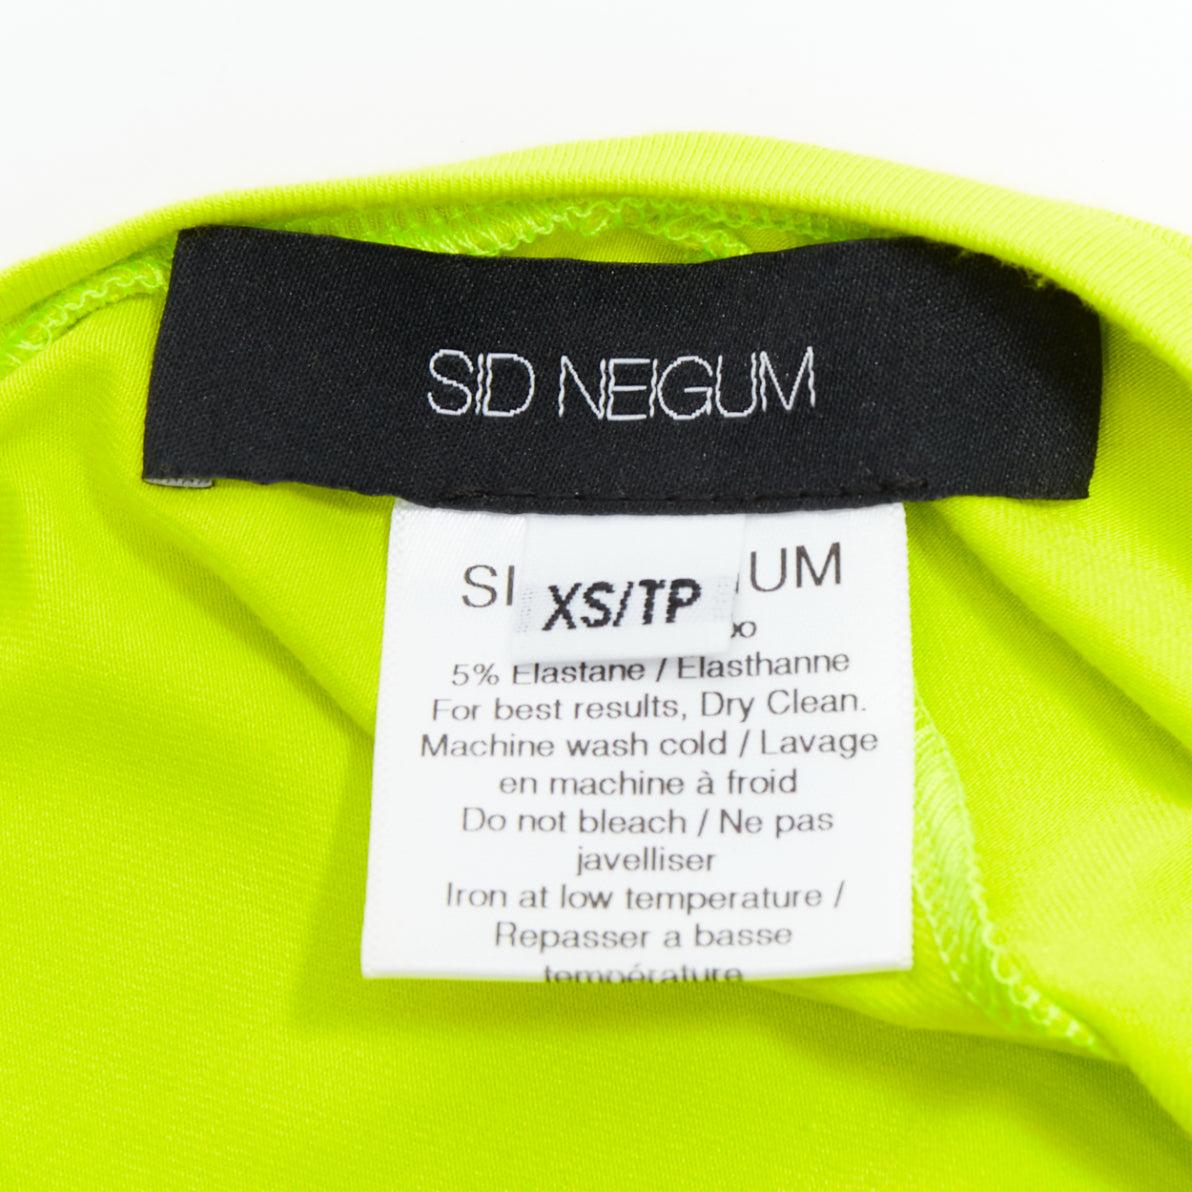 SID NEIGUM
XS/TP
5% Elastane / Elasthanne
For best results, Dry Clean.
Machine wash cold / Lavage
en machine à froid
Do not bleach / Ne pas
javelliser
Iron at low temperature /
Repasser a basse
température